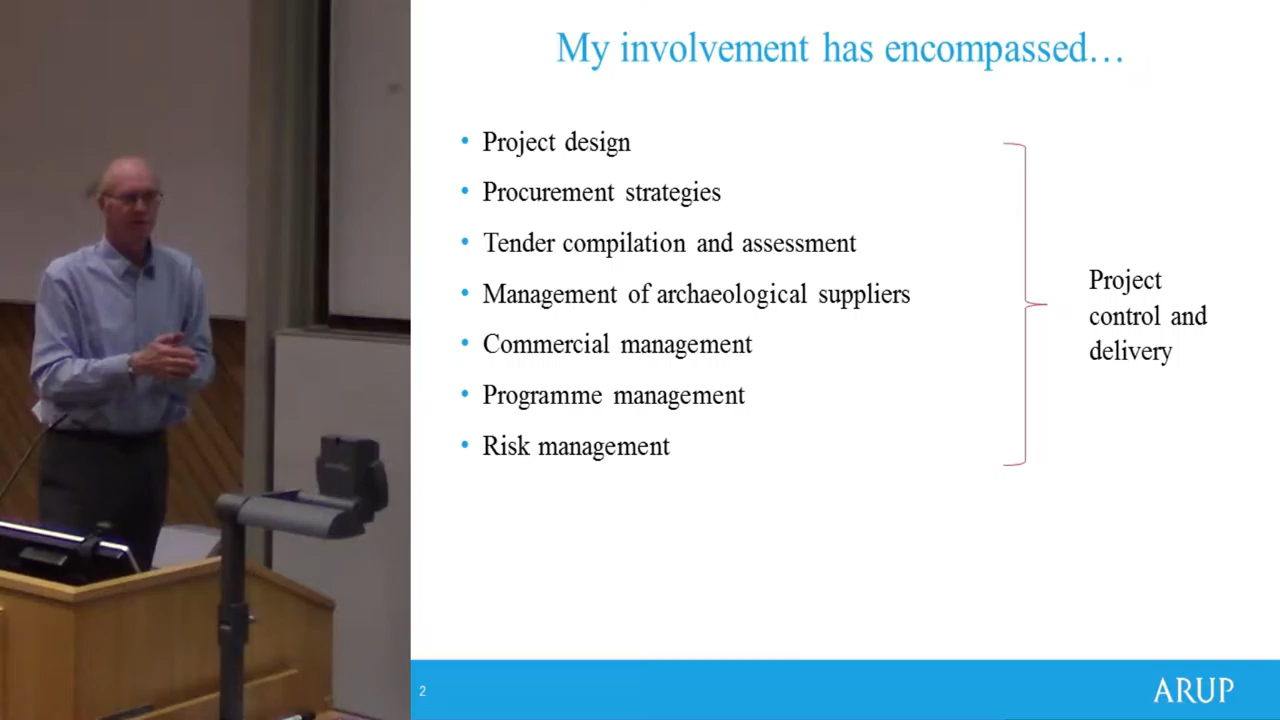 My involvement has encompassed…
• Project design
• Procurement strategies
• Tender compilation and assessment
• Management of archaeological suppliers
• Commercial management
• Programme management
• Risk management
Project
control and
delivery
2
ARUP